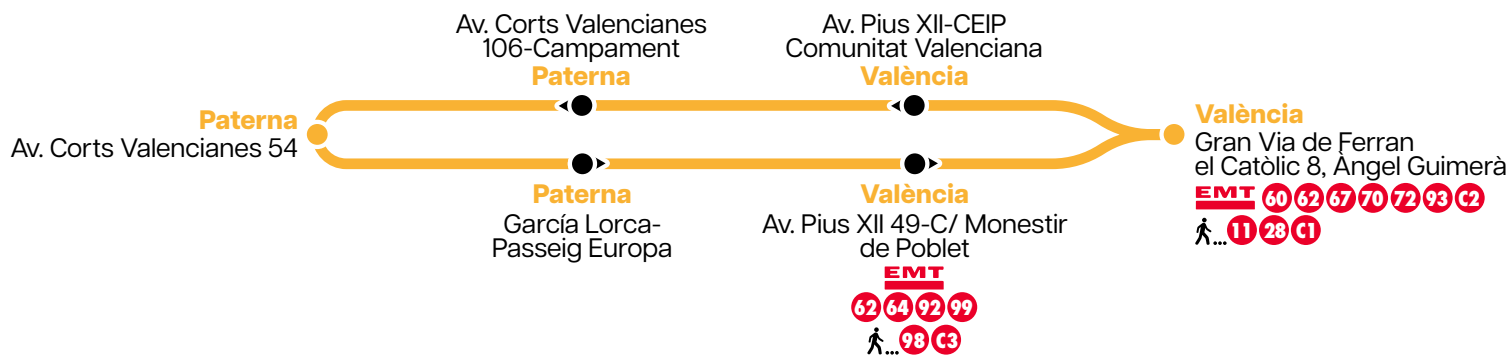 Av. Corts Valencianes
106-Campament
Paterna
Av. Pius XII-CEIP
Comunitat Valenciana
València
Paterna
Av. Corts Valencianes 54
València
Gran Via de Ferran
el Catòlic 8, Àngel Guimerà
EMT 60 62 67 70 72 93 C2
... 11 28 C1
Paterna
García Lorca-
Passeig Europa
València
Av. Pius XII 49-C/ Monestir
de Poblet
EMT
62 64 92 99
... 98 C3